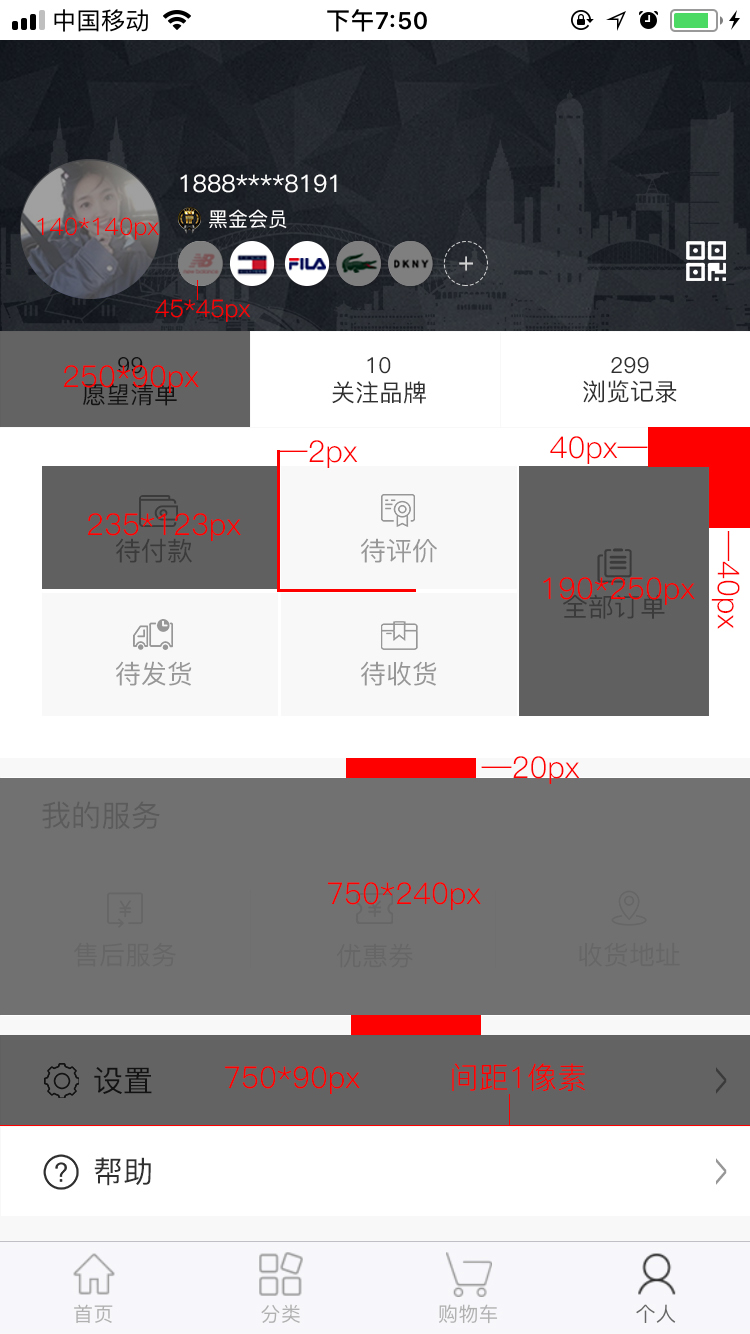 中国移动 下午7:50
1888****8191
140*140px
黑金会员
NB
new balance
FILA
DKNY
45*45px
99
250*90px
愿望清单
10
关注品牌
299
浏览记录
2px
40px
235*123px
待付款
待评价
190*250px
全部订单
40px
待发货
待收货
20px
我的服务
750*240px
售后服务
优惠券
收货地址
设置
750*90px
间距1像素
帮助
首页
分类
购物车
个人